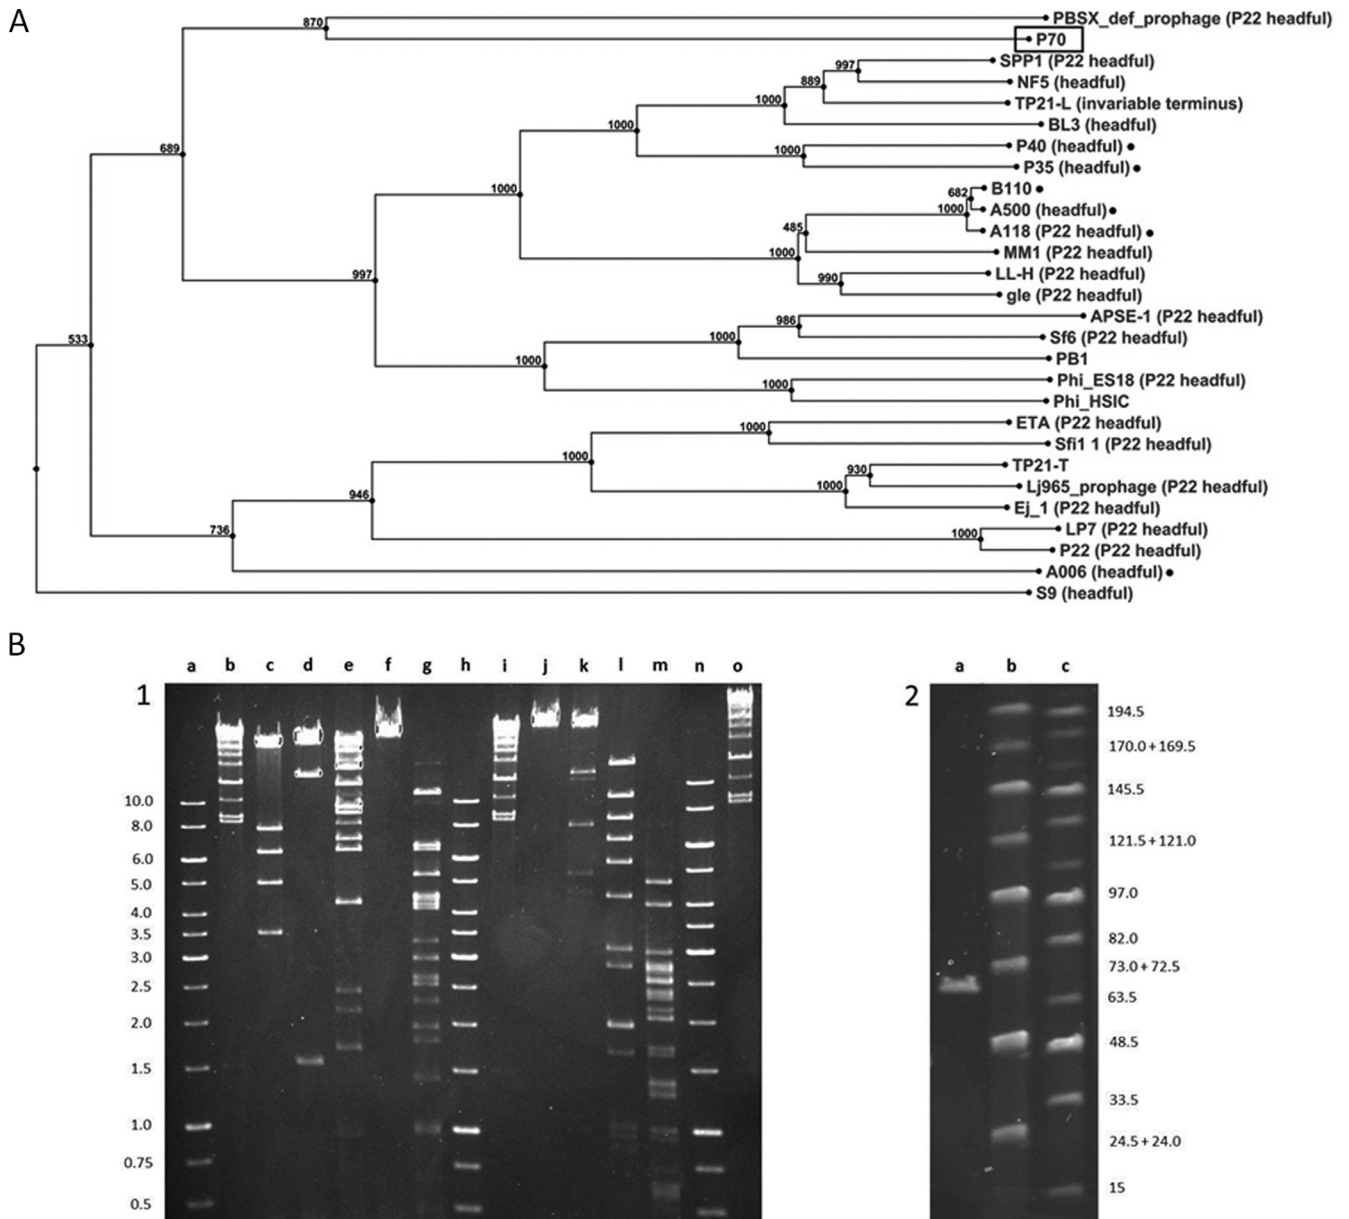 A
870
PBSX_def_prophage (P22 headful)
P70
997
SPP1 (P22 headful)
889
NF5 (headful)
1000
TP21-L (invariable terminus)
1000
BL3 (headful)
689
1000
P40 (headful)
P35 (headful)
1000
682
B110
1000
A500 (headful)
485
A118 (P22 headful)
1000
MM1 (P22 headful)
997
990
LL-H (P22 headful)
gle (P22 headful)
986
APSE-1 (P22 headful)
533
1000
Sf6 (P22 headful)
1000
PB1
1000
Phi_ES18 (P22 headful)
Phi_HSIC
1000
ETA (P22 headful)
1000
Sfi1 1 (P22 headful)
930
TP21-T
946
1000
Lj965_prophage (P22 headful)
Ej_1 (P22 headful)
736
1000
LP7 (P22 headful)
P22 (P22 headful)
A006 (headful)
S9 (headful)
B
a b c d e f g h i j k l m n o
1
10.0
8.0
6.0
5.0
4.0
3.5
3.0
2.5
2.0
1.5
1.0
0.75
0.5
a b c
2
194.5
170.0+169.5
145.5
121.5+121.0
97.0
82.0
73.0+72.5
63.5
48.5
33.5
24.5+24.0
15